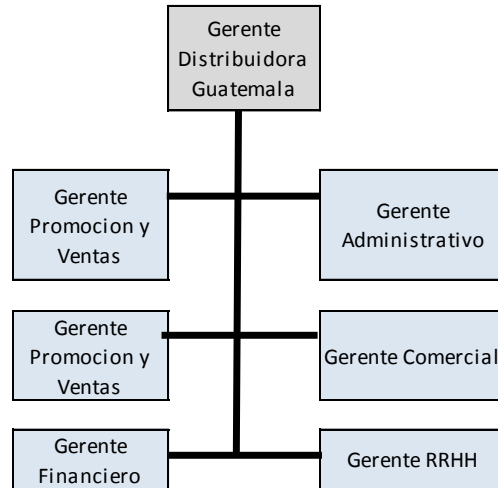 Gerente
Distribuidora
Guatemala
Gerente
Promocion y
Ventas
Gerente
Administrativo
Gerente
Promocion y
Ventas
Gerente Comercial
Gerente
Financiero
Gerente RRHH